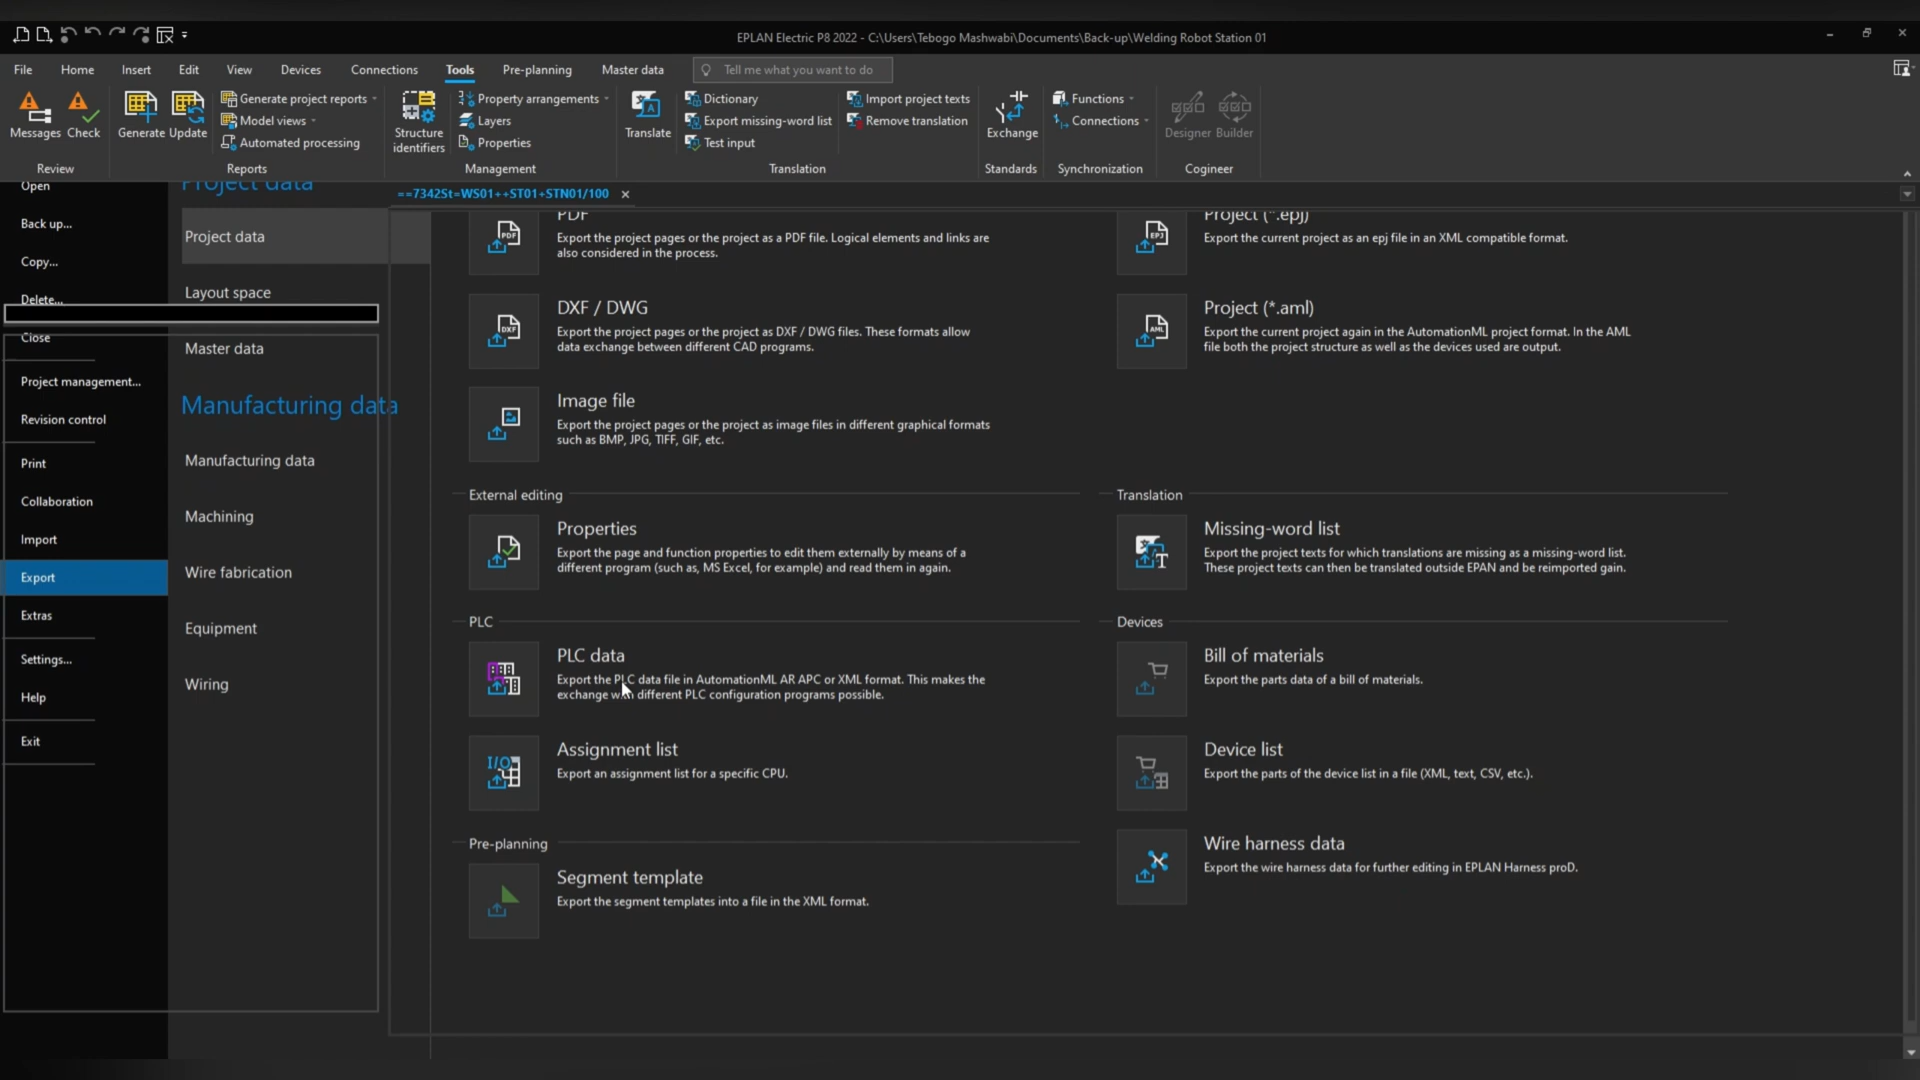 EPLAN Electric P8 2022 - C:\Users\Tebogo Mashwabi\Documents\Back-up\Welding Robot Station 01
File Home Insert Edit View Devices Connections Tools Pre-planning Master data Tell me what you want to do
Messages Check
Review
Generate Update
Generate project reports
Model views
Automated processing
Reports
Structure
identifiers
Property arrangements
Layers
Properties
Management
Translate
Dictionary
Export missing-word list
Test input
Import project texts
Remove translation
Translation
Exchange
Standards
Functions
Connections
Synchronization
Designer Builder
Cogineer
==7342St=WS01++ST01+STN01/100
Open
Back up...
Copy...
Delete...
Close
Project management...
Revision control
Print
Collaboration
Import
Export
Extras
Settings...
Help
Exit
Project data
Project data
Layout space
Master data
Manufacturing data
Manufacturing data
Machining
Wire fabrication
Equipment
Wiring
PDF
Export the project pages or the project as a PDF file. Logical elements and links are
also considered in the process.
DXF / DWG
Export the project pages or the project as DXF / DWG files. These formats allow
data exchange between different CAD programs.
Image file
Export the project pages or the project as image files in different graphical formats
such as BMP, JPG, TIFF, GIF, etc.
Project (*.epj)
Export the current project as an epj file in an XML compatible format.
Project (*.aml)
Export the current project again in the AutomationML project format. In the AML
file both the project structure as well as the devices used are output.
External editing
Properties
Export the page and function properties to edit them externally by means of a
different program (such as, MS Excel, for example) and read them in again.
Translation
Missing-word list
Export the project texts for which translations are missing as a missing-word list.
These project texts can then be translated outside EPAN and be reimported gain.
PLC
PLC data
Export the PLC data file in AutomationML AR APC or XML format. This makes the
exchange with different PLC configuration programs possible.
Assignment list
Export an assignment list for a specific CPU.
Devices
Bill of materials
Export the parts data of a bill of materials.
Device list
Export the parts of the device list in a file (XML, text, CSV, etc.).
Wire harness data
Export the wire harness data for further editing in EPLAN Harness proD.
Pre-planning
Segment template
Export the segment templates into a file in the XML format.
PDF
EPJ
DXF
AML
T
I/O